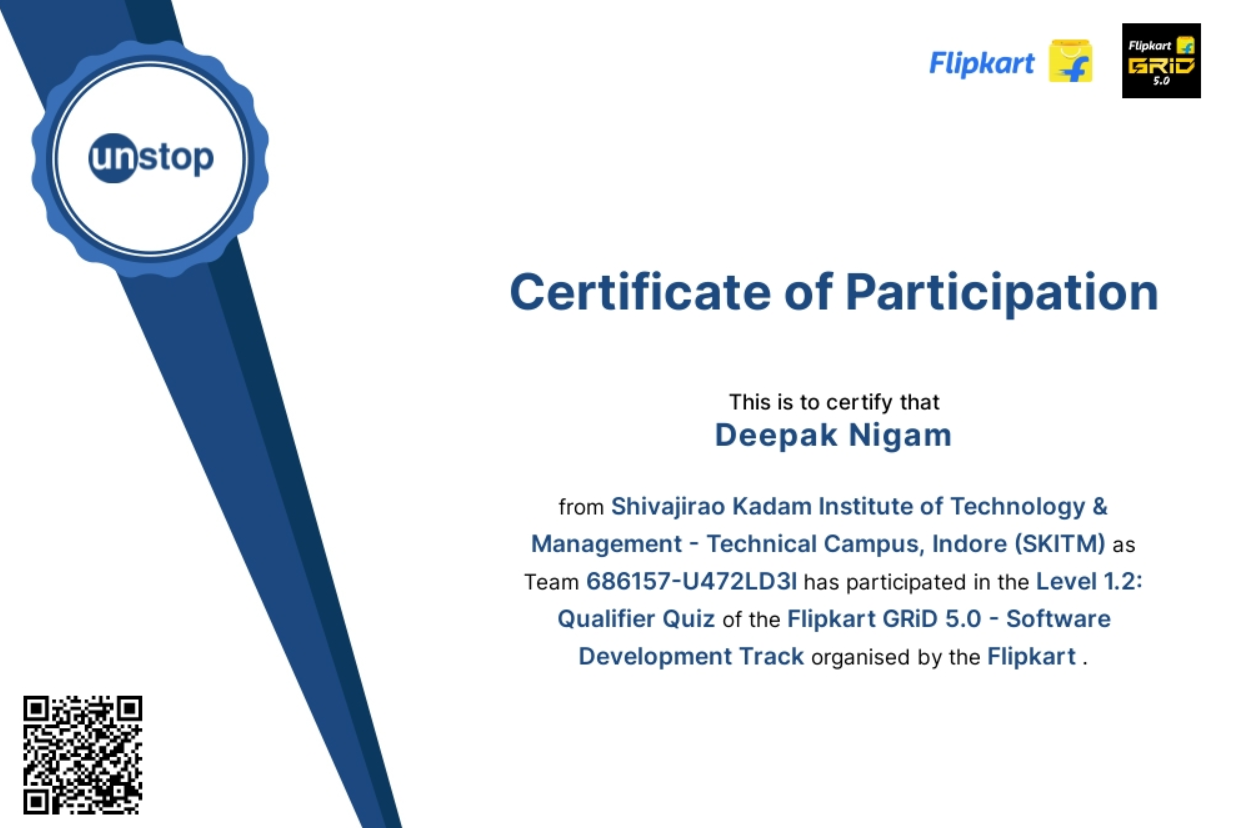 unstop
Flipkart
Flipkart
GRiD
5.0
Certificate of Participation
This is to certify that
Deepak Nigam
from Shivajirao Kadam Institute of Technology &
Management - Technical Campus, Indore (SKITM) as
Team 686157-U472LD3I has participated in the Level 1.2:
Qualifier Quiz of the Flipkart GRiD 5.0 - Software
Development Track organised by the Flipkart .